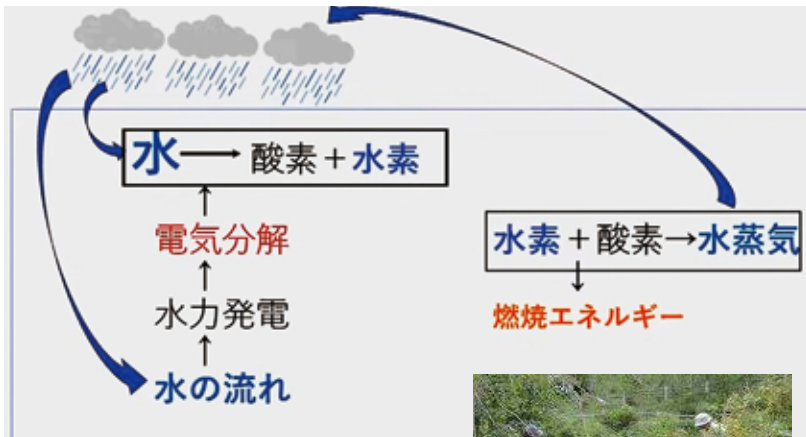 水→酸素+水素
電気分解
水力発電
水の流れ
水素+酸素→水蒸気
燃焼エネルギー